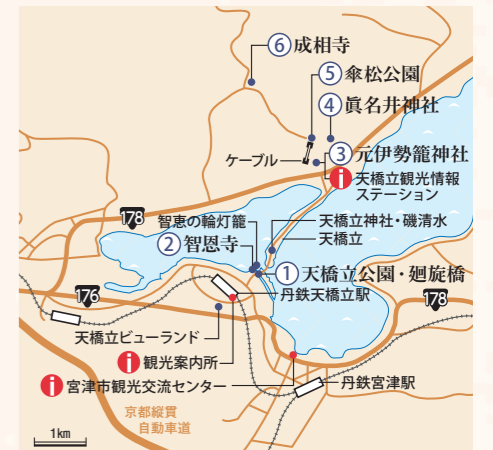 ⑥成相寺
⑤傘松公園
④眞名井神社
ケーブル
③元伊勢籠神社
i 天橋立観光情報
ステーション
178
智恵の輪灯籠
天橋立神社・磯清水
②智恩寺
天橋立
①天橋立公園・廻旋橋
176
丹鉄天橋立駅
178
天橋立ビューランド
i 観光案内所
i 宮津市観光交流センター
丹鉄宮津駅
京都縦貫
自動車道
1km